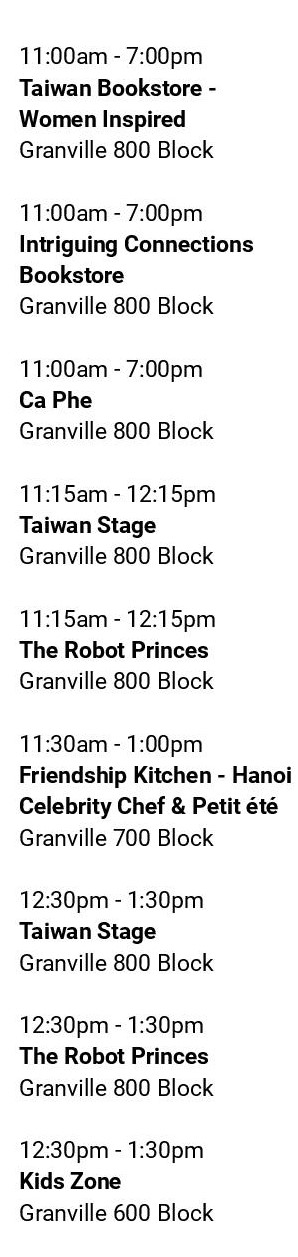 11:00am - 7:00pm
Taiwan Bookstore -
Women Inspired
Granville 800 Block
11:00am - 7:00pm
Intriguing Connections
Bookstore
Granville 800 Block
11:00am - 7:00pm
Ca Phe
Granville 800 Block
11:15am - 12:15pm
Taiwan Stage
Granville 800 Block
11:15am - 12:15pm
The Robot Princes
Granville 800 Block
11:30am - 1:00pm
Friendship Kitchen - Hanoi
Celebrity Chef & Petit été
Granville 700 Block
12:30pm - 1:30pm
Taiwan Stage
Granville 800 Block
12:30pm - 1:30pm
The Robot Princes
Granville 800 Block
12:30pm - 1:30pm
Kids Zone
Granville 600 Block